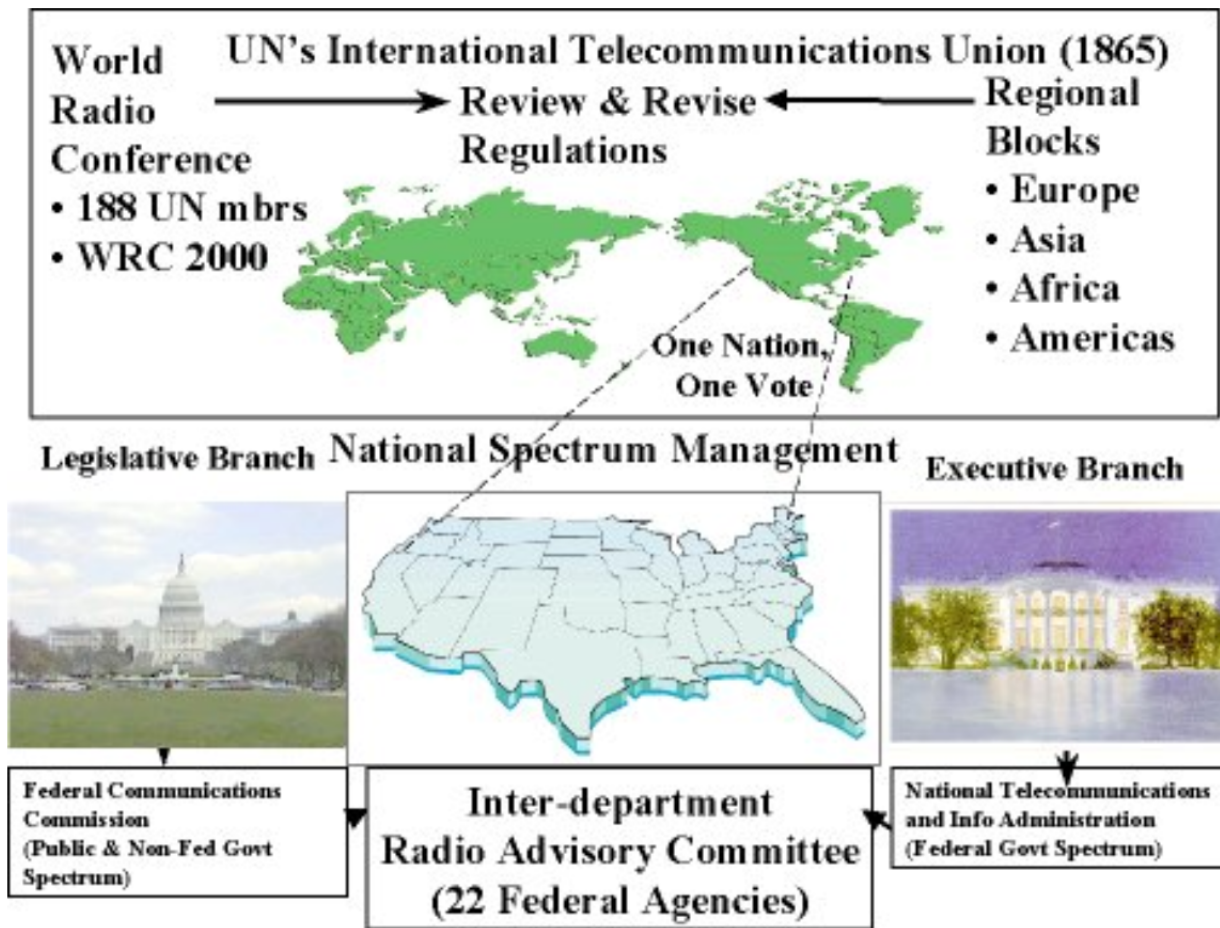 UN's International Telecommunications Union (1865)
World
Radio
Conference
• 188 UN mbrs
• WRC 2000
Review & Revise
Regulations
Regional
Blocks
• Europe
• Asia
• Africa
• Americas
One Nation,
One Vote
Legislative Branch
National Spectrum Management
Executive Branch
Federal Communications
Commission
(Public & Non-Fed Govt
Spectrum)
Inter-department
Radio Advisory Committee
(22 Federal Agencies)
National Telecommunications
and Info Administration
(Federal Govt Spectrum)